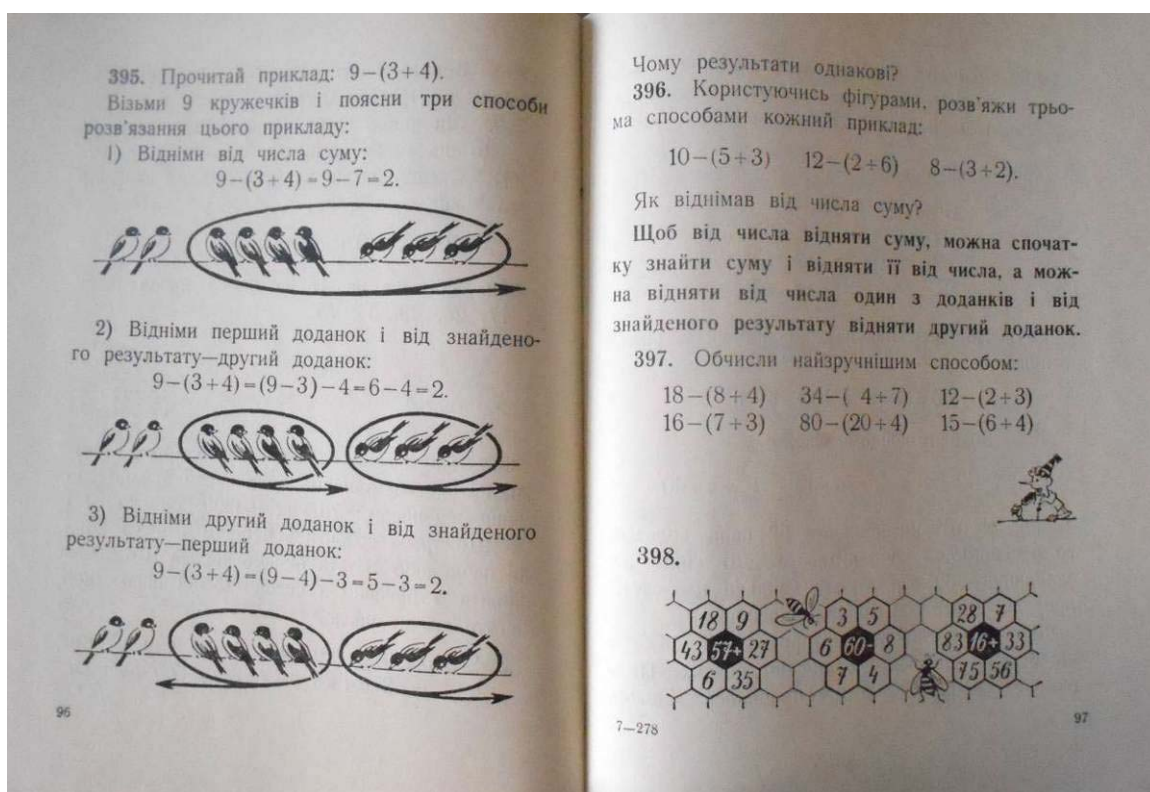 395. Прочитай приклад: 9−(3+4).
Візьми 9 кружечків і поясни три способи
розв'язання цього прикладу:
1) Відніми від числа суму:
9−(3+4)=9−7=2.
2) Відніми перший доданок і від знайдено-
го результату—другий доданок:
9−(3+4)=(9−3)−4=6−4=2.
3) Відніми другий доданок і від знайденого
результату—перший доданок:
9−(3+4)=(9−4)−3=5−3=2.
96
Чому результати однакові?
396. Користуючись фігурами, розв'яжи трьо-
ма способами кожний приклад:
10−(5+3) 12−(2+6) 8−(3+2).
Як віднімав від числа суму?
Щоб від числа відняти суму, можна спочат-
ку знайти суму і відняти її від числа, а мож-
на відняти від числа один з доданків і від
знайденого результату відняти другий доданок.
397. Обчисли найзручнішим способом:
18−(8+4) 34−( 4+7) 12−(2+3)
16−(7+3) 80−(20+4) 15−(6+4)
398.
18 9 3 5 28 7
43 57+ 27 6 60- 8 83 16+ 33
6 35 7 4 75 56
7—278
97